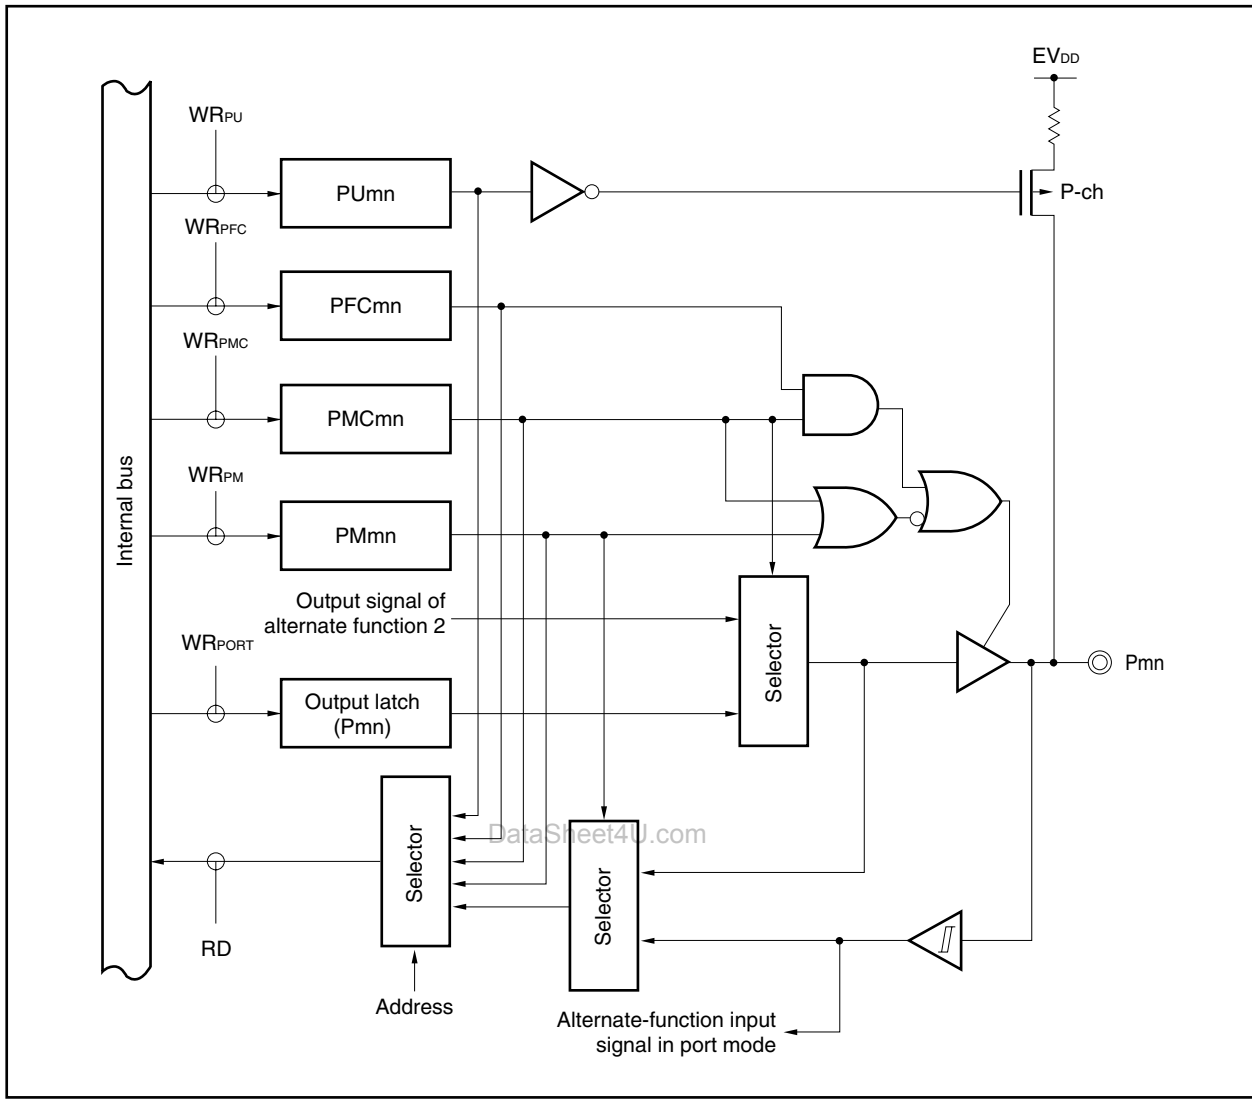 EVDD
WRPU
PUmn
P-ch
WRPFC
PFCmn
WRPMC
PMCmn
WRPM
PMmn
Internal bus
Output signal of
alternate function 2
Selector
WRPORT
Output latch
(Pmn)
Pmn
DataSheet4U.com
Selector
Selector
RD
Address
Alternate-function input
signal in port mode